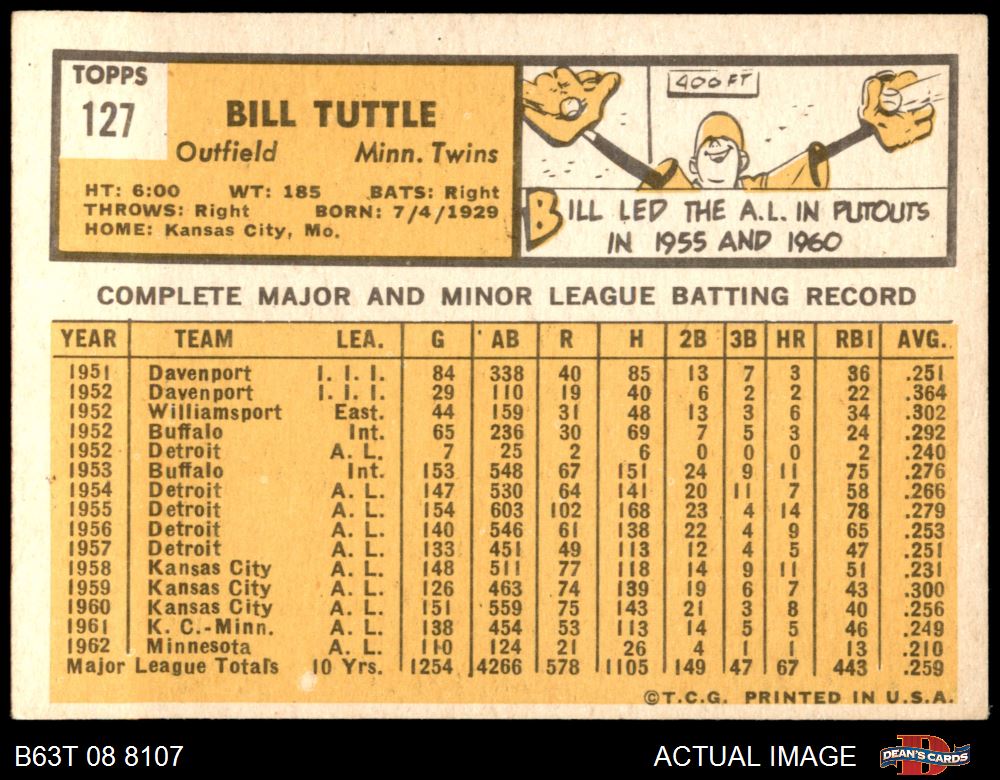 TOPPS
127
BILL TUTTLE
Outfield Minn. Twins
HT: 6:00 WT: 185 BATS: Right
THROWS: Right BORN: 7/4/1929
HOME: Kansas City, Mo.
400 FT
BILL LED THE A.L. IN PUTOUTS
IN 1955 AND 1960
COMPLETE MAJOR AND MINOR LEAGUE BATTING RECORD
YEAR TEAM LEA. G AB R H 2B 3B HR RBI AVG.
1951 Davenport I. I. I. 84 338 40 85 13 7 3 36 .251
1952 Davenport I. I. I. 29 110 19 40 6 2 2 22 .364
1952 Williamsport East. 44 159 31 48 13 3 6 34 .302
1952 Buffalo Int. 65 236 30 69 7 5 3 24 .292
1952 Detroit A. L. 7 25 2 6 0 0 0 2 .240
1953 Buffalo Int. 153 548 67 151 24 9 11 75 .276
1954 Detroit A. L. 147 530 64 141 20 11 7 58 .266
1955 Detroit A. L. 154 603 102 168 23 4 14 78 .279
1956 Detroit A. L. 140 546 61 138 22 4 9 65 .253
1957 Detroit A. L. 133 451 49 113 12 4 5 47 .251
1958 Kansas City A. L. 148 511 77 118 14 9 11 51 .231
1959 Kansas City A. L. 126 463 74 139 19 6 7 43 .300
1960 Kansas City A. L. 151 559 75 143 21 3 8 40 .256
1961 K. C.-Minn. A. L. 138 454 53 113 14 5 5 46 .249
1962 Minnesota A. L. 110 124 21 26 4 1 1 13 .210
Major League Totals 10 Yrs. 1254 4266 578 1105 149 47 67 443 .259
©T.C.G. PRINTED IN U.S.A.
B63T 08 8107 ACTUAL IMAGE DEAN'S CARDS